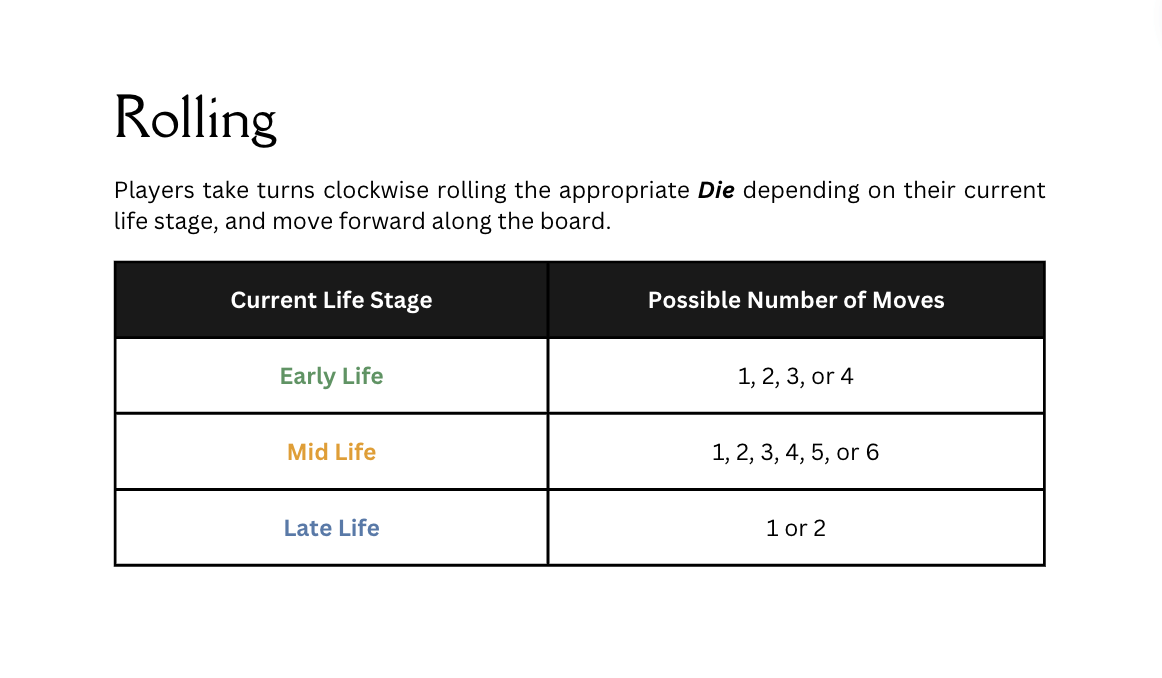 Rolling
Players take turns clockwise rolling the appropriate Die depending on their current
life stage, and move forward along the board.
Current Life Stage Possible Number of Moves
Early Life 1, 2, 3, or 4
Mid Life 1, 2, 3, 4, 5, or 6
Late Life 1 or 2